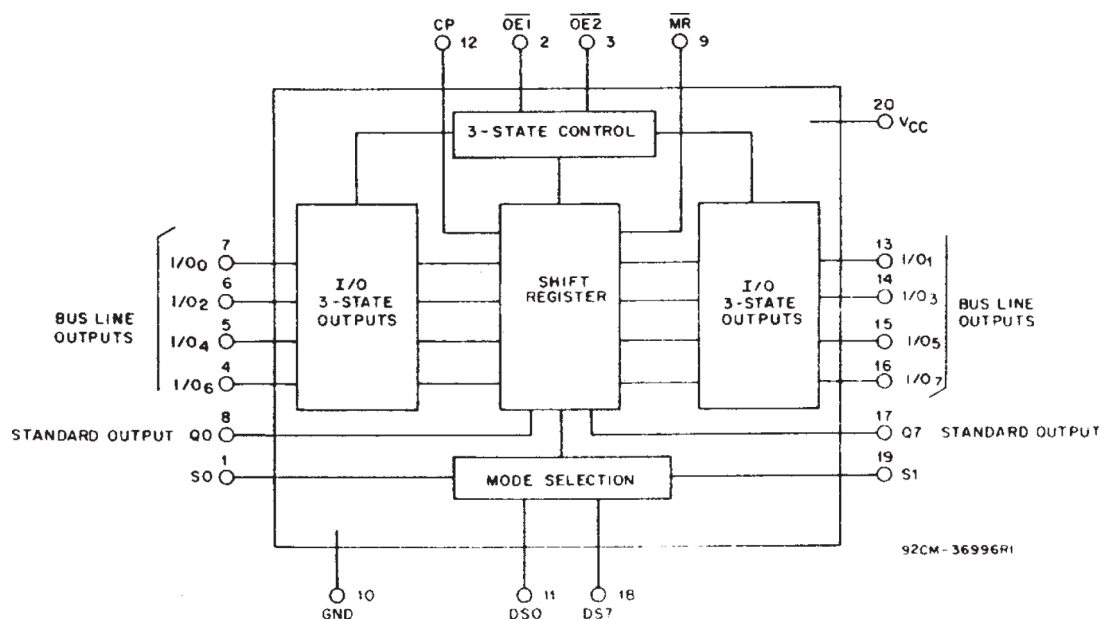 CP
OE1
OE2
MR
12
2
3
9
20
VCC
3-STATE CONTROL
7
I/O0
6
I/O2
5
I/O4
4
I/O6
BUS LINE
OUTPUTS
I/O
3-STATE
OUTPUTS
SHIFT
REGISTER
I/O
3-STATE
OUTPUTS
13
I/O1
14
I/O3
15
I/O5
16
I/O7
BUS LINE
OUTPUTS
8
STANDARD OUTPUT Q0
17
Q7 STANDARD OUTPUT
1
S0
MODE SELECTION
19
S1
92CM-36996R1
10
GND
11
DS0
18
DS7